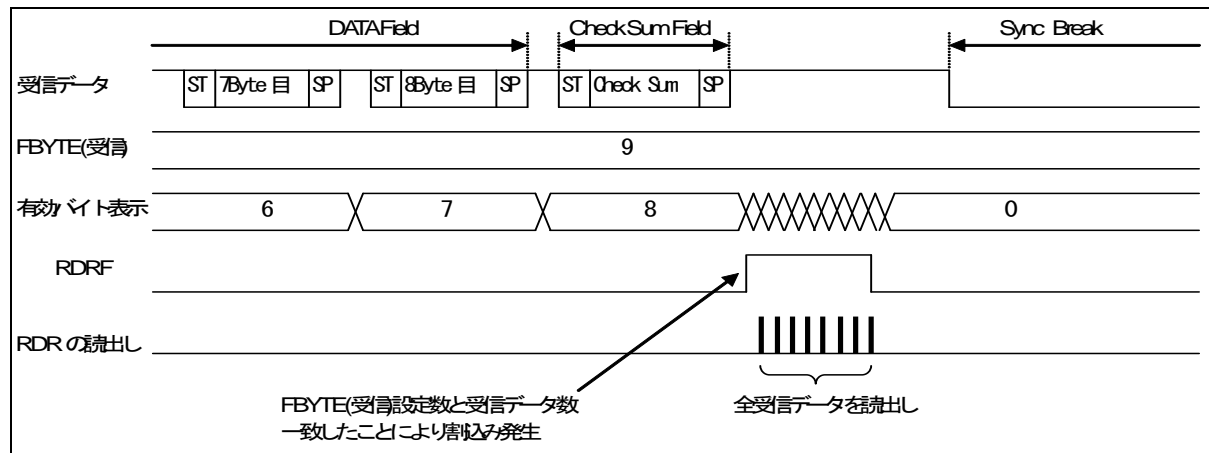 DATA Field
Check Sum Field
Sync Break
受信データ
ST 7Byte 目 SP ST 8Byte 目 SP ST Check Sum SP
FBYTE(受信)
9
有効バイト表示
6 7 8 0
RDRF
RDR の読出し
FBYTE(受信)設定数と受信データ数
一致したことにより割込み発生
全受信データを読出し